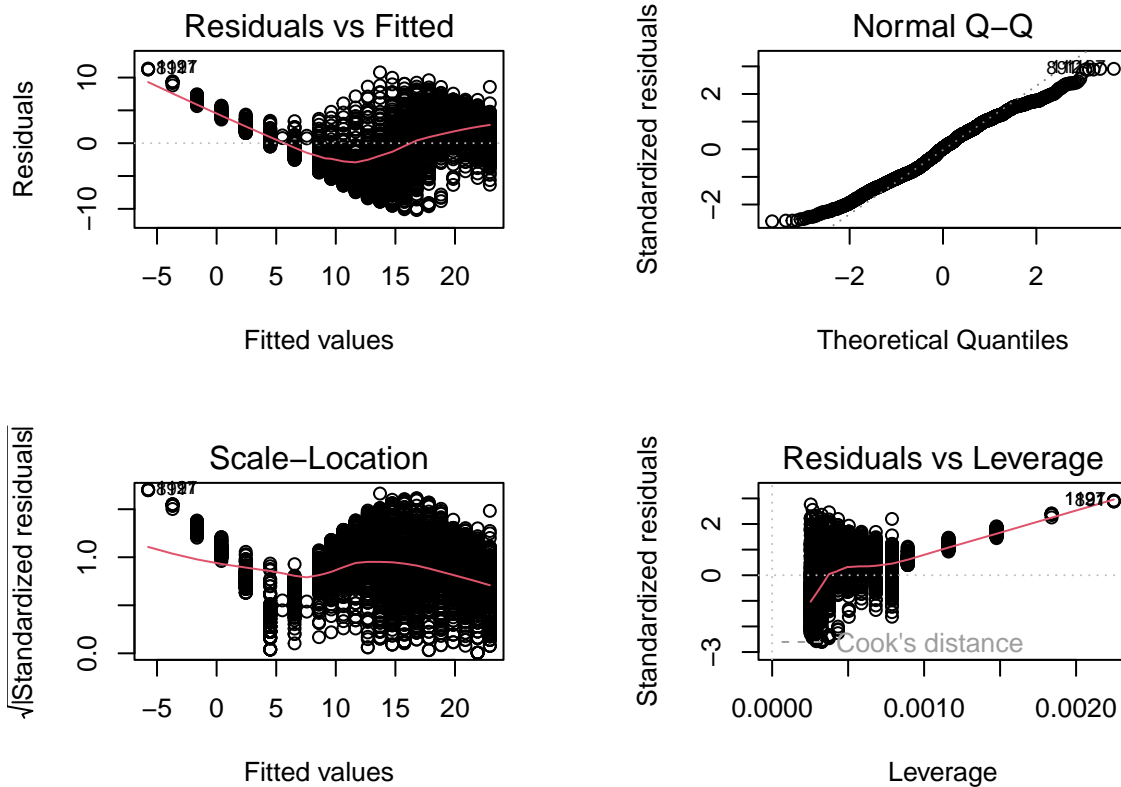 Residuals vs Fitted
Residuals
10
0
−10
−5 0 5 10 15 20
Fitted values
Normal Q−Q
Standardized residuals
2
0
−2
−2 0 2
Theoretical Quantiles
Scale−Location
√|Standardized residuals|
1.0
0.0
−5 0 5 10 15 20
Fitted values
Residuals vs Leverage
Standardized residuals
2
0
−3
Cook's distance
0.0000 0.0010 0.0020
Leverage